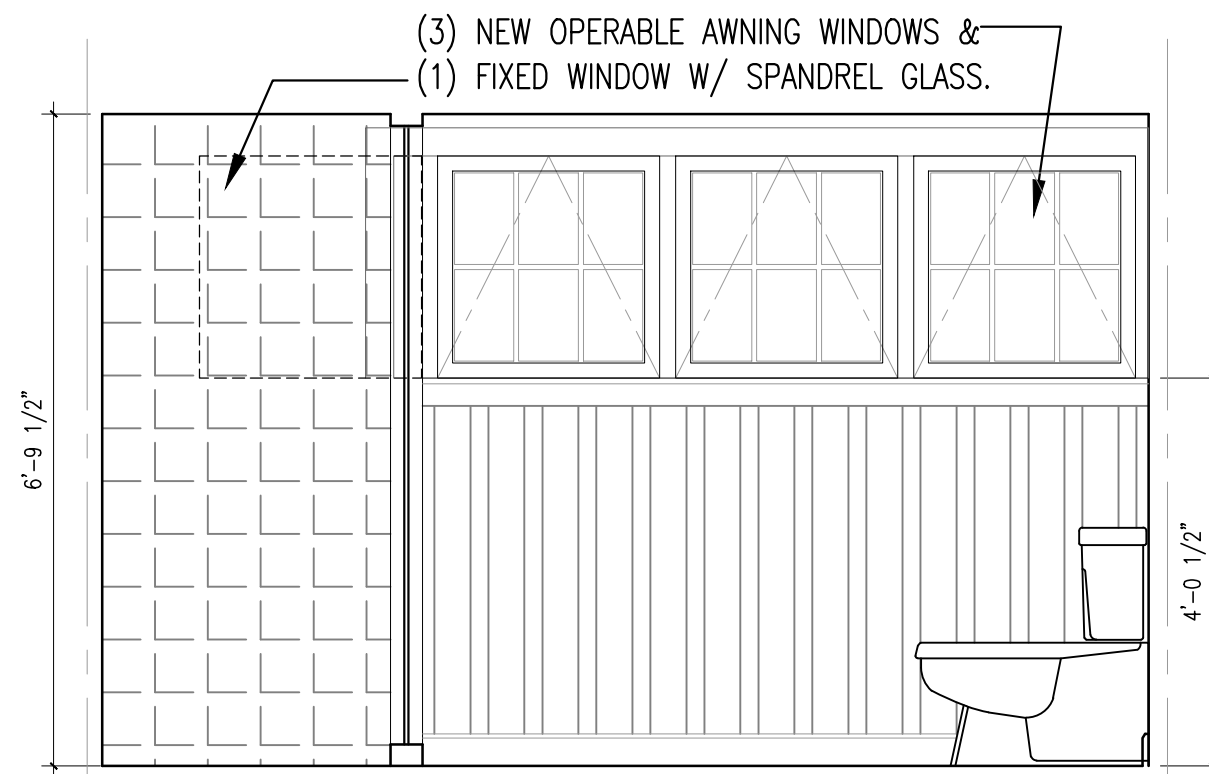 (3) NEW OPERABLE AWNING WINDOWS &
(1) FIXED WINDOW W/ SPANDREL GLASS.
6'-9 1/2"
4'-0 1/2"